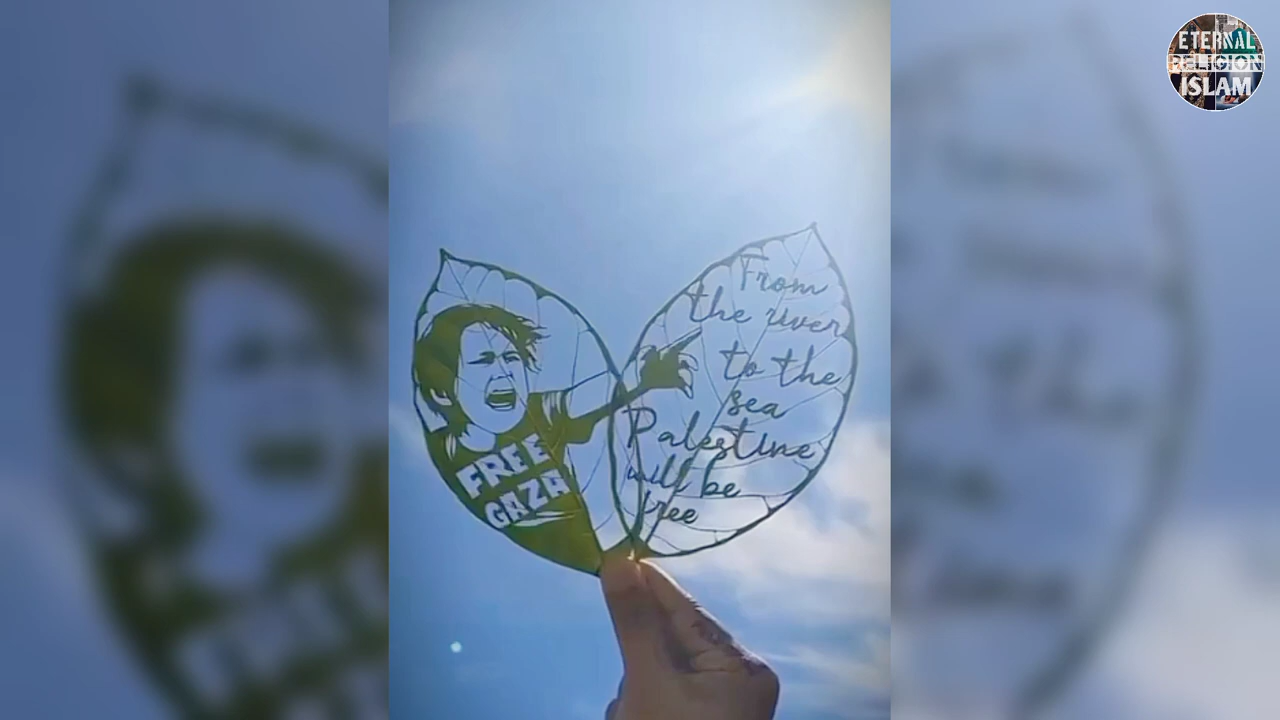 ETERNAL
RELIGION
ISLAM
From
the river
to the
sea
Palestine
will be
free
FREE
GAZA